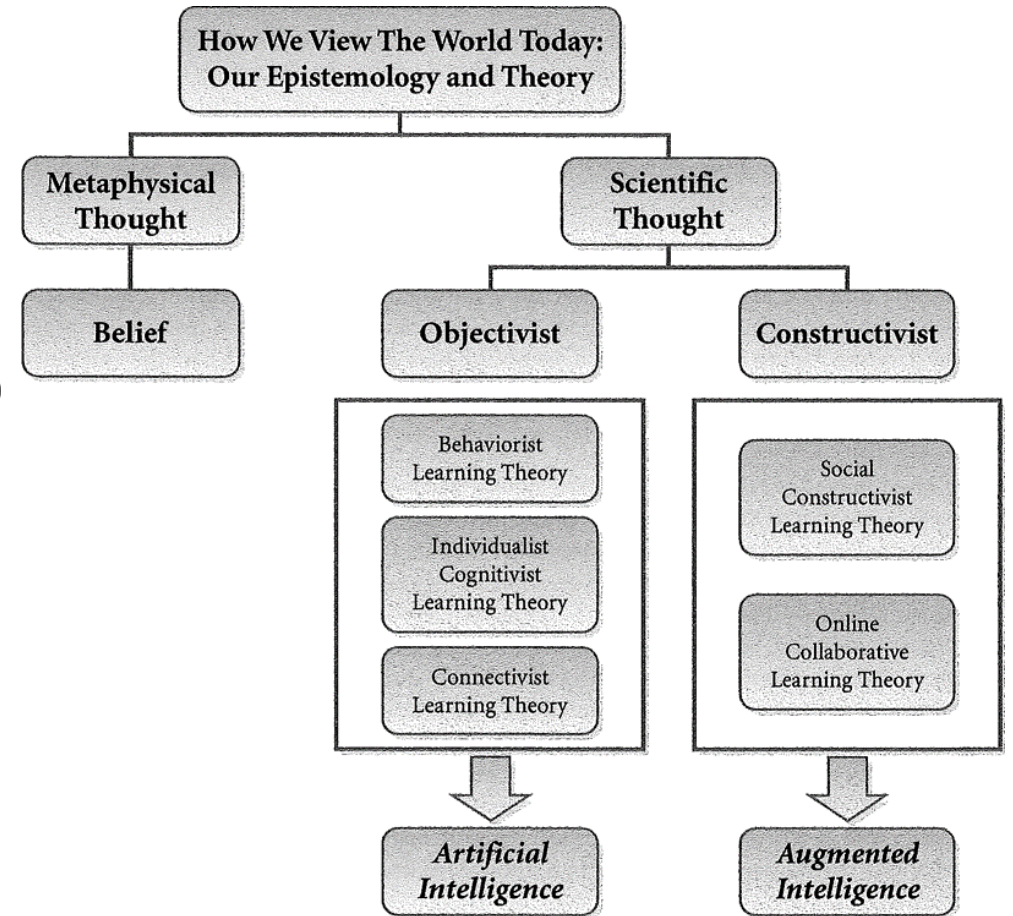 How We View The World Today:
Our Epistemology and Theory
Metaphysical
Thought
Scientific
Thought
Belief
Objectivist
Constructivist
Behaviorist
Learning Theory
Individualist
Cognitivist
Learning Theory
Connectivist
Learning Theory
Social
Constructivist
Learning Theory
Online
Collaborative
Learning Theory
Artificial
Intelligence
Augmented
Intelligence